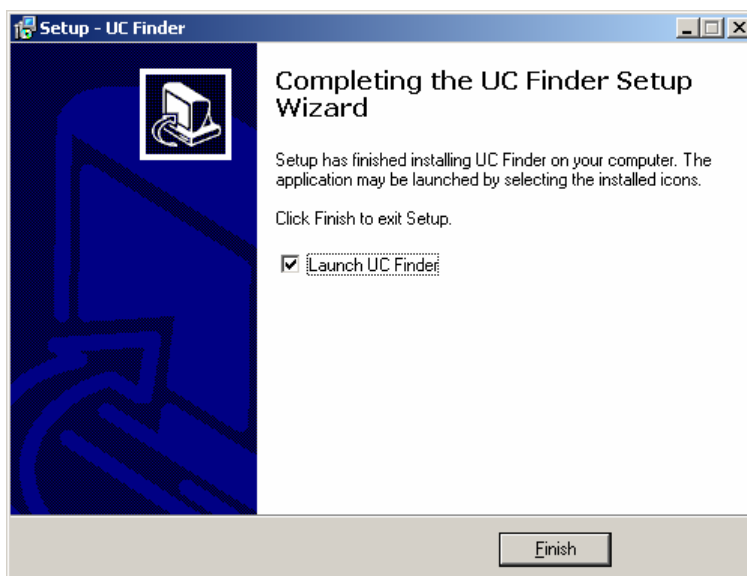 Setup - UC Finder
Completing the UC Finder Setup
Wizard
Setup has finished installing UC Finder on your computer. The
application may be launched by selecting the installed icons.
Click Finish to exit Setup.
Launch UC Finder
Finish